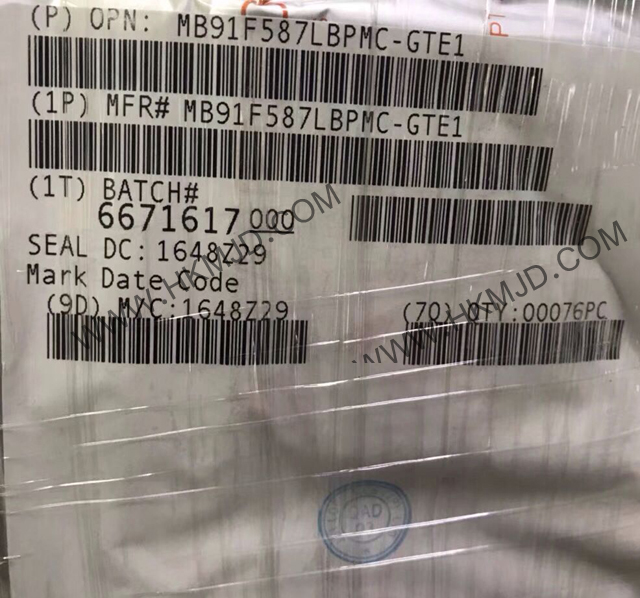 (P) OPN: MB91F587LBPMC-GTE1
(1P) MFR# MB91F587LBPMC-GTE1
(1T) BATCH#
6671617 000
SEAL DC: 1648Z29
Mark Date Code
(9D) MYC:1648Z29
(7Q) QTY:00076PC
WWW.HKMJD.COM
WWW.HKMJD.COM